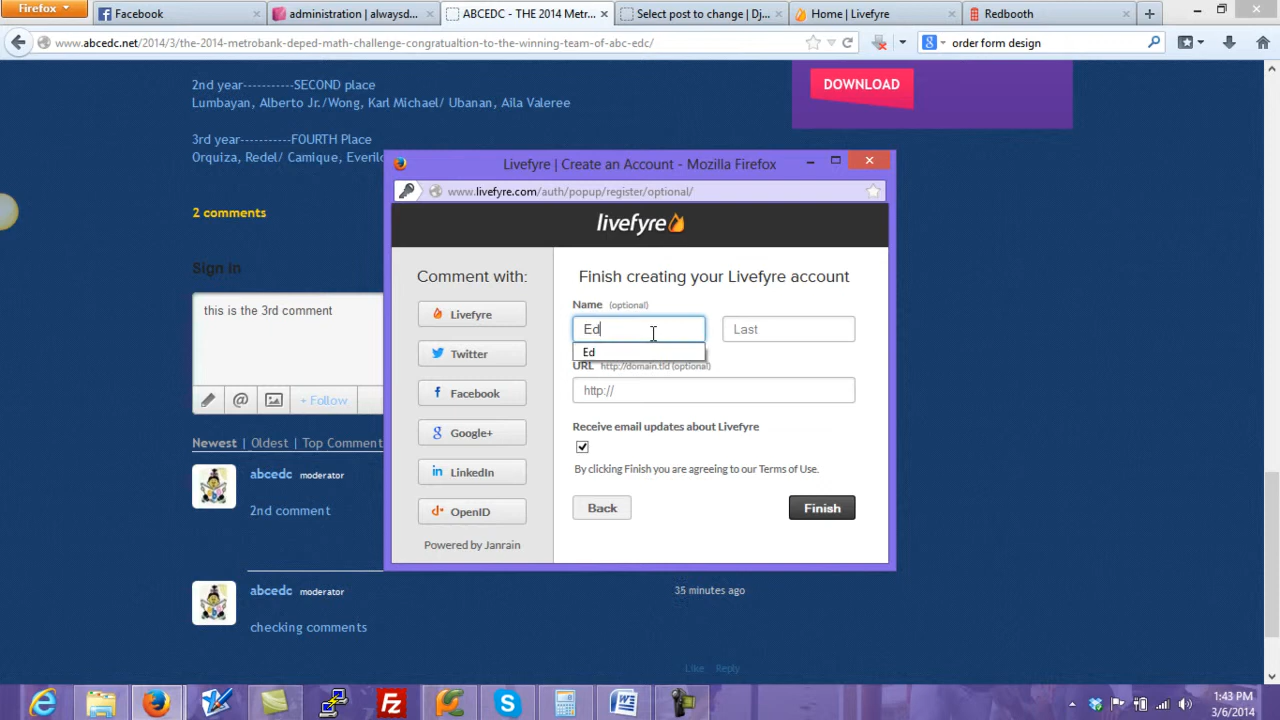 Firefox
Facebook
administration | alwaysd...
ABCEDC - THE 2014 Metr...
Select post to change | Dj...
Home | Livefyre
Redbooth
www.abcedc.net/2014/3/the-2014-metrobank-deped-math-challenge-congratualtion-to-the-winning-team-of-abc-edc/
order form design
2nd year----------SECOND place
Lumbayan, Alberto Jr./Wong, Karl Michael/ Ubanan, Aila Valeree
3rd year-----------FOURTH Place
Orquiza, Redel/ Camique, Everil
DOWNLOAD
2 comments
Sign in
this is the 3rd comment
+ Follow
Newest | Oldest | Top Comment
abcedc moderator
2nd comment
abcedc moderator
35 minutes ago
checking comments
Like Reply
Livefyre | Create an Account - Mozilla Firefox
www.livefyre.com/auth/popup/register/optional/
livefyre
Comment with:
Livefyre
Twitter
Facebook
Google+
LinkedIn
OpenID
Powered by Janrain
Finish creating your Livefyre account
Name (optional)
Ed
Last
Ed
URL http://domain.tld (optional)
http://
Receive email updates about Livefyre
By clicking Finish you are agreeing to our Terms of Use.
Back
Finish
1:43 PM
3/6/2014